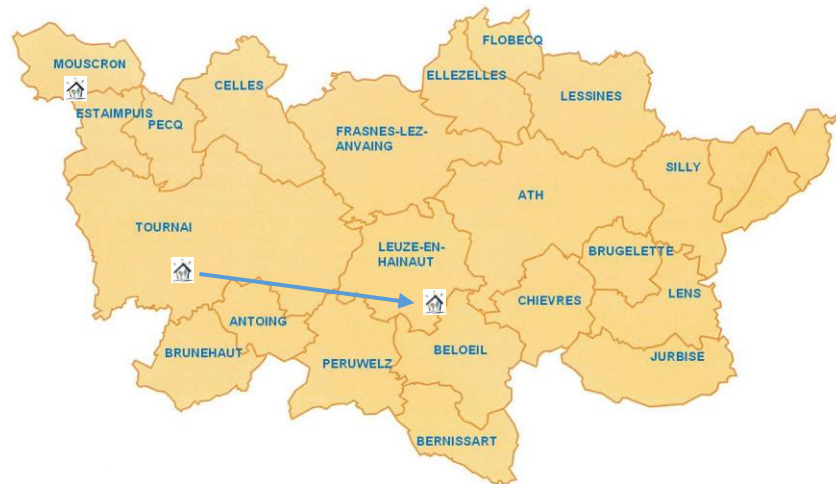 FLOBECQ
MOUSCRON
ELLEZELLES
CELLES
LESSINES
ESTAIMPUIS
PECQ
FRASNES-LEZ-
ANVAING
SILLY
ATH
TOURNAI
LEUZE-EN-
HAINAUT
BRUGELETTE
LENS
CHIEVRES
ANTOING
BRUNEHAUT
PERUWELZ
BELOEIL
JURBISE
BERNISSART